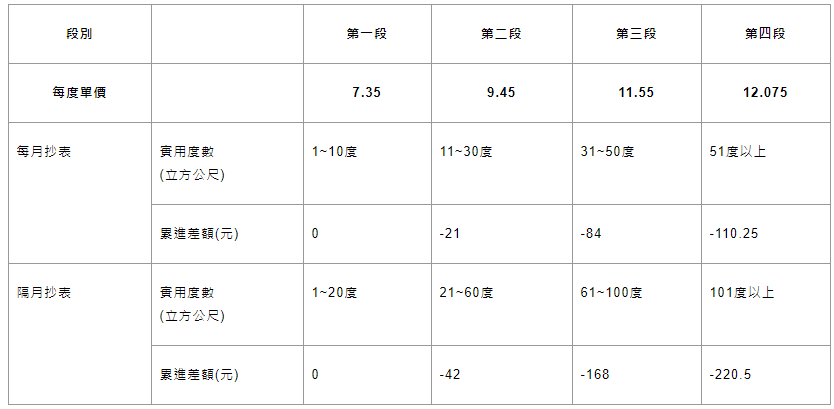 段別 第一段 第二段 第三段 第四段
每度單價 7.35 9.45 11.55 12.075
每月抄表 實用度數 1~10度 11~30度 31~50度 51度以上
(立方公尺)
累進差額(元) 0 -21 -84 -110.25
隔月抄表 實用度數 1~20度 21~60度 61~100度 101度以上
(立方公尺)
累進差額(元) 0 -42 -168 -220.5